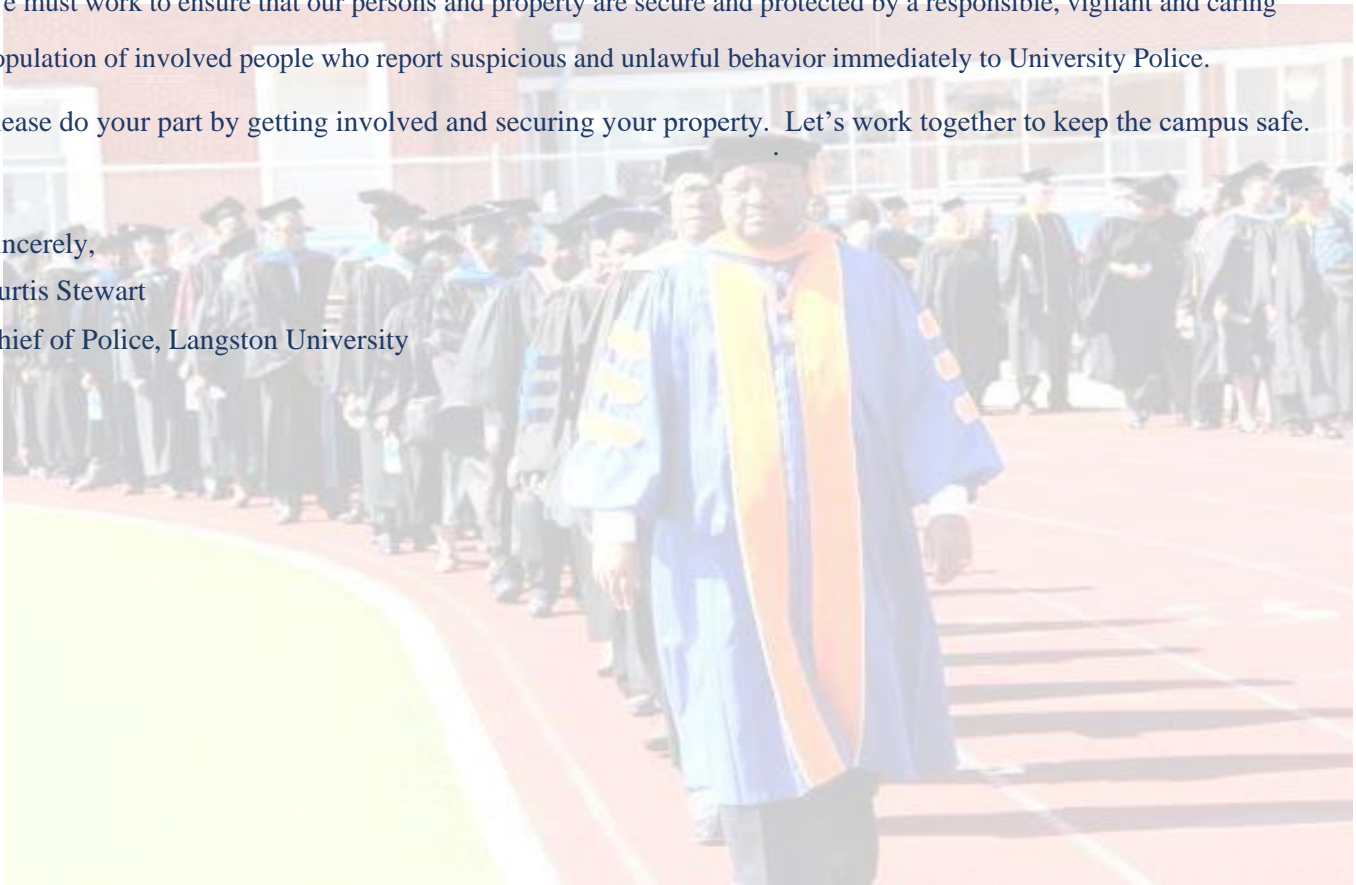 e must work to ensure that our persons and property are secure and protected by a responsible, vigilant and caring
opulation of involved people who report suspicious and unlawful behavior immediately to University Police.
lease do your part by getting involved and securing your property.  Let’s work together to keep the campus safe.
.
incerely,
urtis Stewart
hief of Police, Langston University